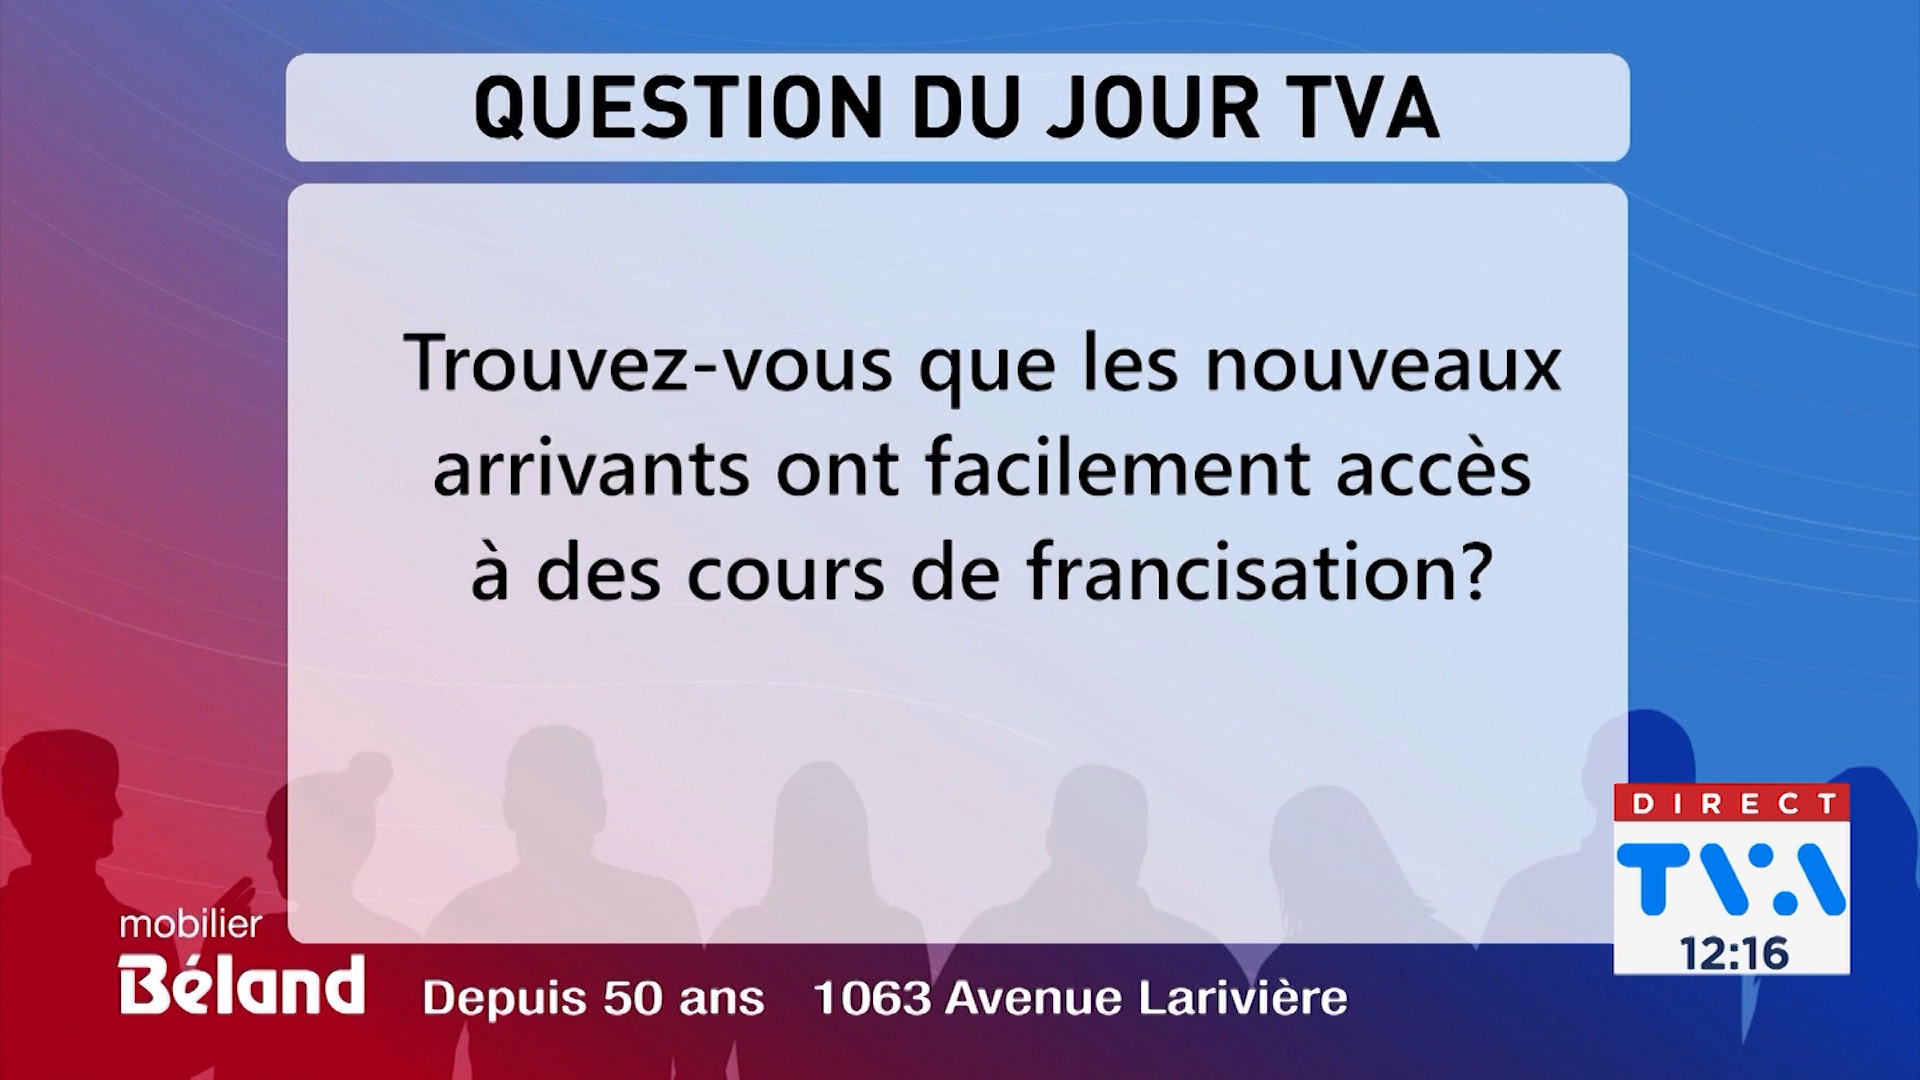 QUESTION DU JOUR TVA
Trouvez-vous que les nouveaux
arrivants ont facilement accès
à des cours de francisation?
DIRECT
TVA
12:16
mobilier
Béland
Depuis 50 ans 1063 Avenue Larivière